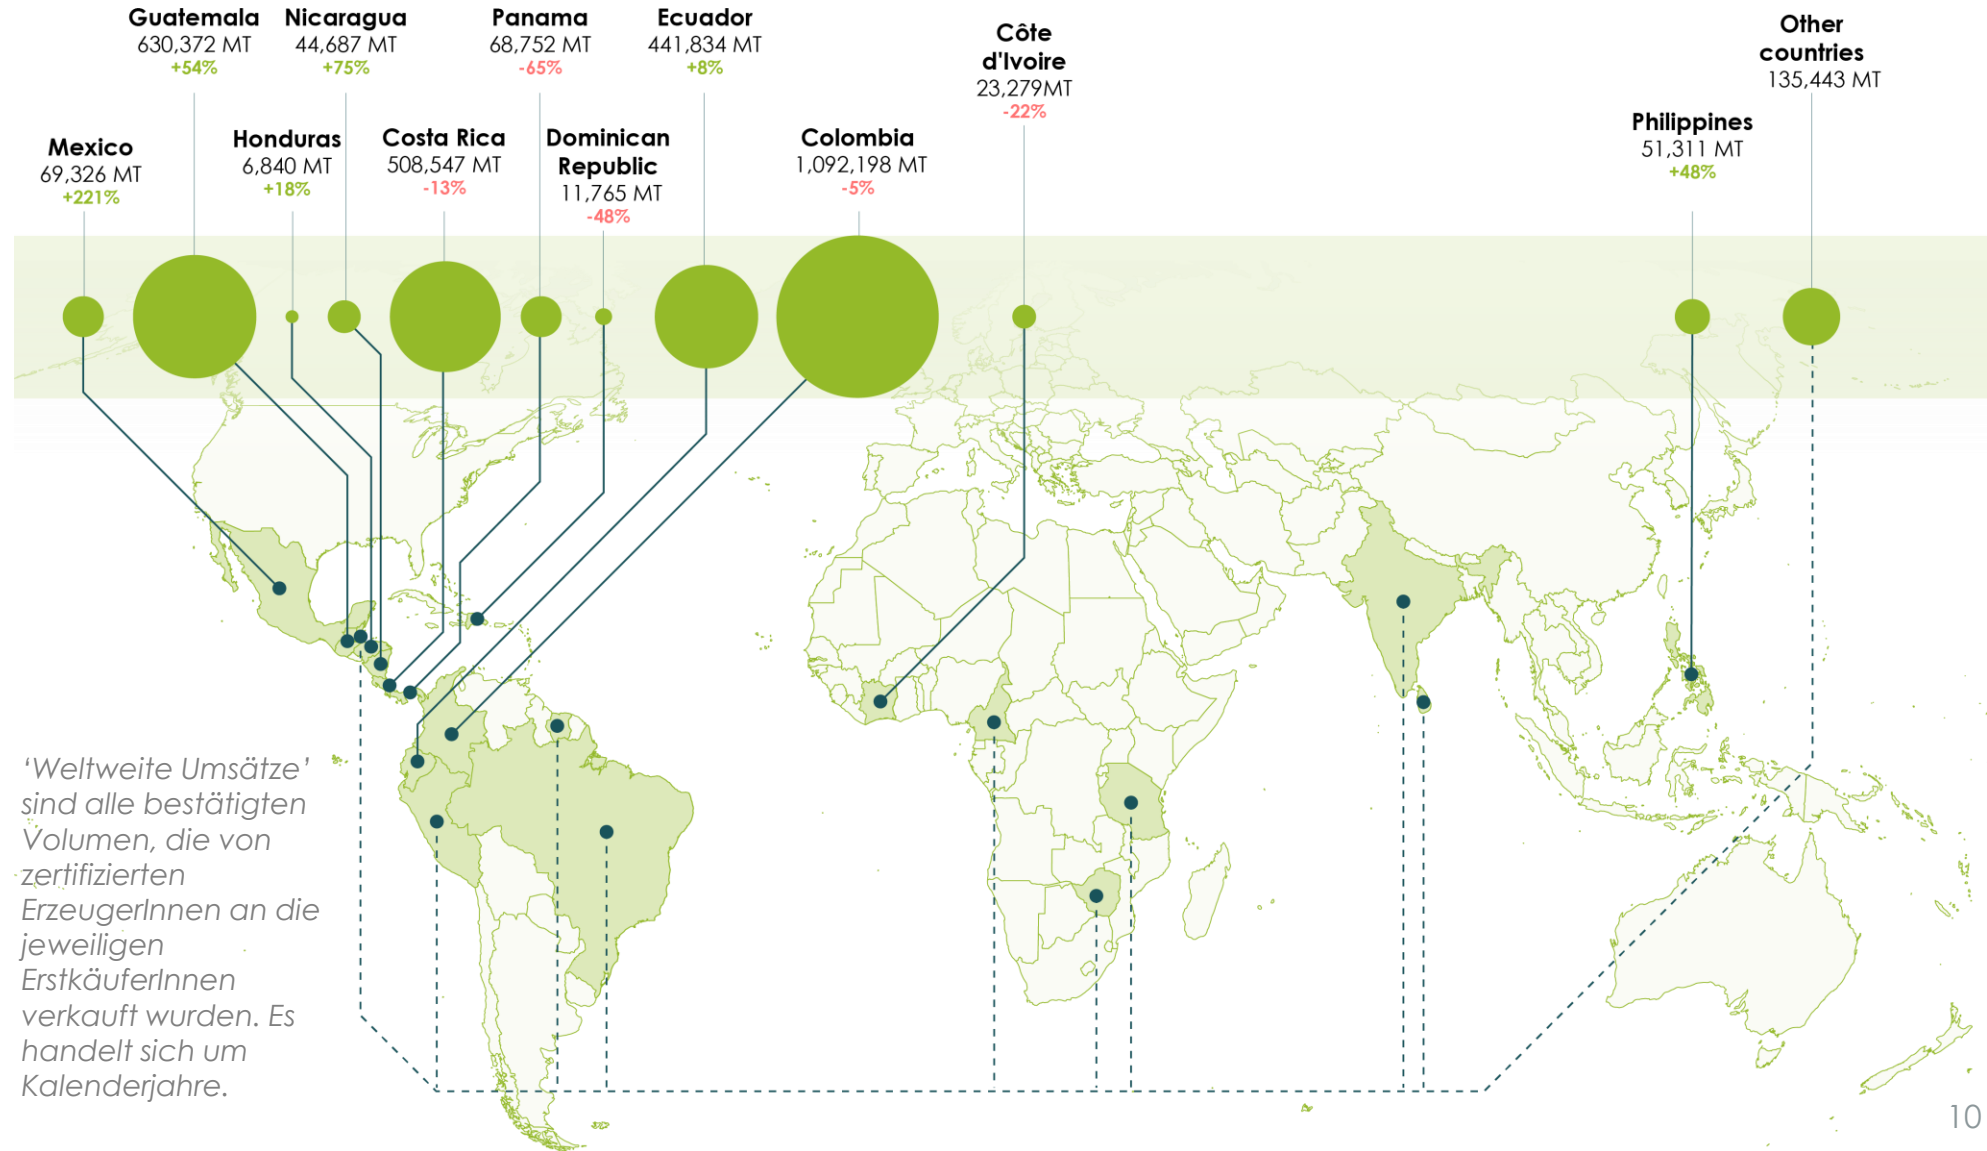 Guatemala
630,372 MT
+54%
Nicaragua
44,687 MT
+75%
Panama
68,752 MT
-65%
Ecuador
441,834 MT
+8%
Côte
d'Ivoire
23,279MT
-22%
Other
countries
135,443 MT
Mexico
69,326 MT
+221%
Honduras
6,840 MT
+18%
Costa Rica
508,547 MT
-13%
Dominican
Republic
11,765 MT
-48%
Colombia
1,092,198 MT
-5%
Philippines
51,311 MT
+48%
‘Weltweite Umsätze’
sind alle bestätigten
Volumen, die von
zertifizierten
ErzeugerInnen an die
jeweiligen
ErstkäuferInnen
verkauft wurden. Es
handelt sich um
Kalenderjahre.
10